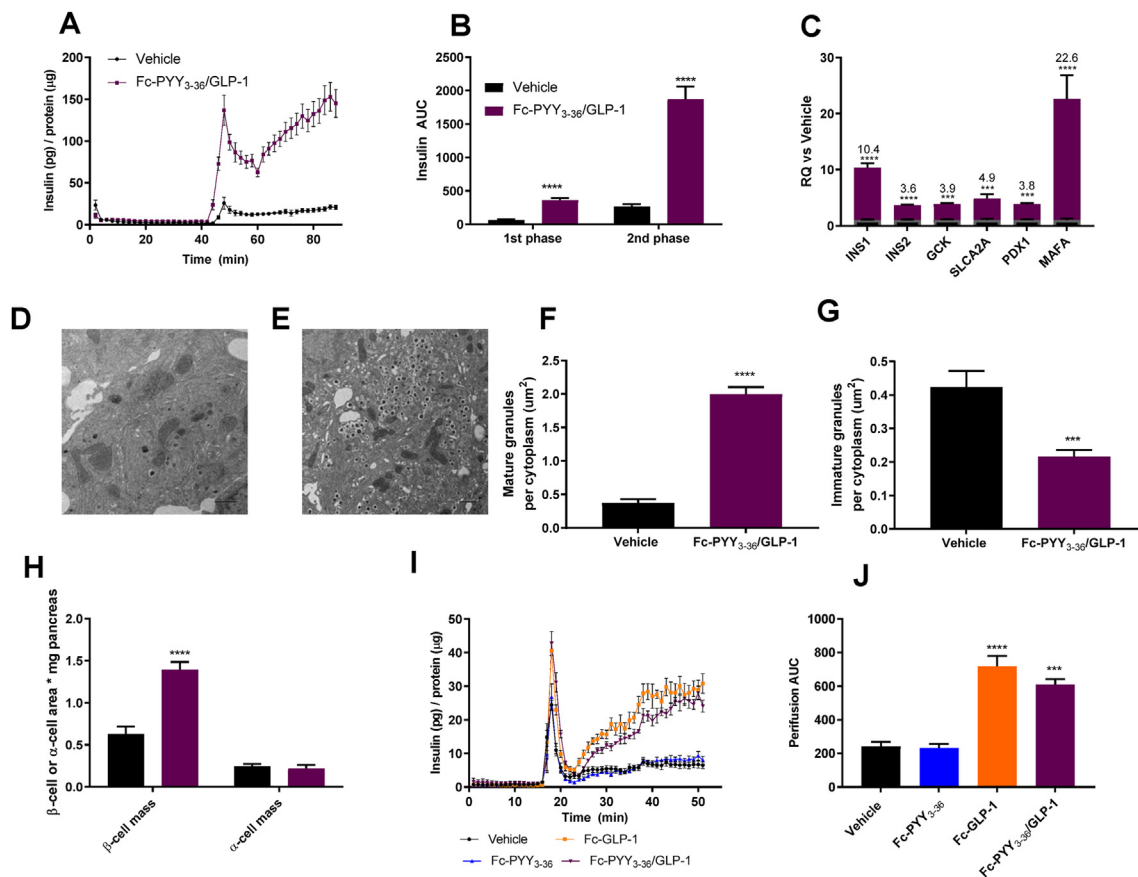 A
Vehicle
Fc-PYY3-36/GLP-1
Insulin (pg) / protein (µg)
200
150
100
50
0
0 20 40 60 80
Time (min)
B
Vehicle
Fc-PYY3-36/GLP-1
Insulin AUC
2500
2000
1500
1000
500
0
****
****
1st phase 2nd phase
C
RQ vs Vehicle
30
20
10
0
10.4
****
3.6
****
3.9
***
4.9
***
3.8
***
22.6
****
INS1
INS2
GCK
SLCA2A
PDX1
MAFA
D
E
F
Mature granules
per cytoplasm (um2)
2.5
2.0
1.5
1.0
0.5
0.0
****
Vehicle Fc-PYY3-36/GLP-1
G
Immature granules
per cytoplasm (um2)
0.5
0.4
0.3
0.2
0.1
0.0
***
Vehicle Fc-PYY3-36/GLP-1
H
β-cell or α-cell area * mg pancreas
2.0
1.5
1.0
0.5
0.0
****
β-cell mass
α-cell mass
I
Insulin (pg) / protein (µg)
50
40
30
20
10
0
0 10 20 30 40 50
Time (min)
Vehicle
Fc-GLP-1
Fc-PYY3-36
Fc-PYY3-36/GLP-1
J
Perifusion AUC
1000
800
600
400
200
0
****
***
Vehicle
Fc-PYY3-36
Fc-GLP-1
Fc-PYY3-36/GLP-1